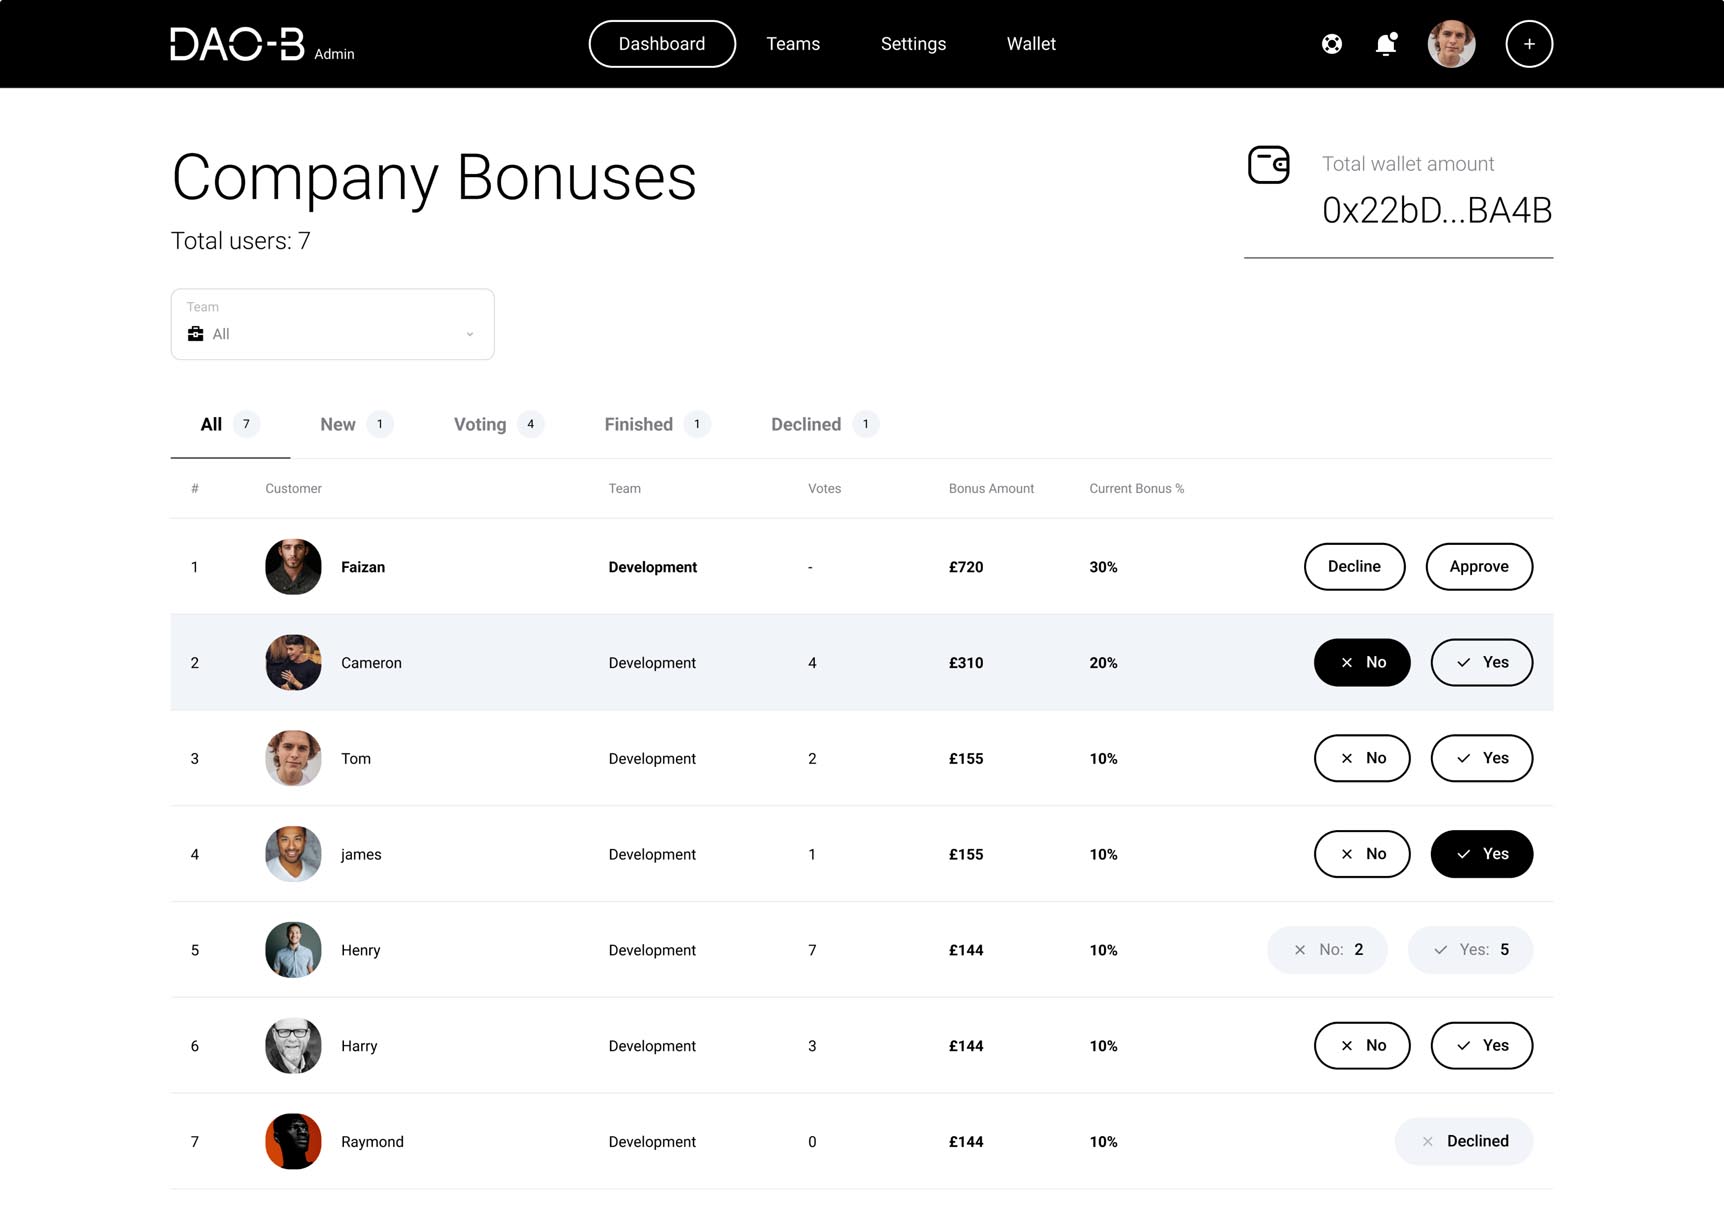 DAO-B Admin
Dashboard Teams Settings Wallet
Company Bonuses
Total users: 7
Total wallet amount
0x22bD...BA4B
Team
All
All 7 New 1 Voting 4 Finished 1 Declined 1
# Customer Team Votes Bonus Amount Current Bonus %
1 Faizan Development - £720 30% Decline Approve
2 Cameron Development 4 £310 20% No Yes
3 Tom Development 2 £155 10% No Yes
4 james Development 1 £155 10% No Yes
5 Henry Development 7 £144 10% No: 2 Yes: 5
6 Harry Development 3 £144 10% No Yes
7 Raymond Development 0 £144 10% Declined